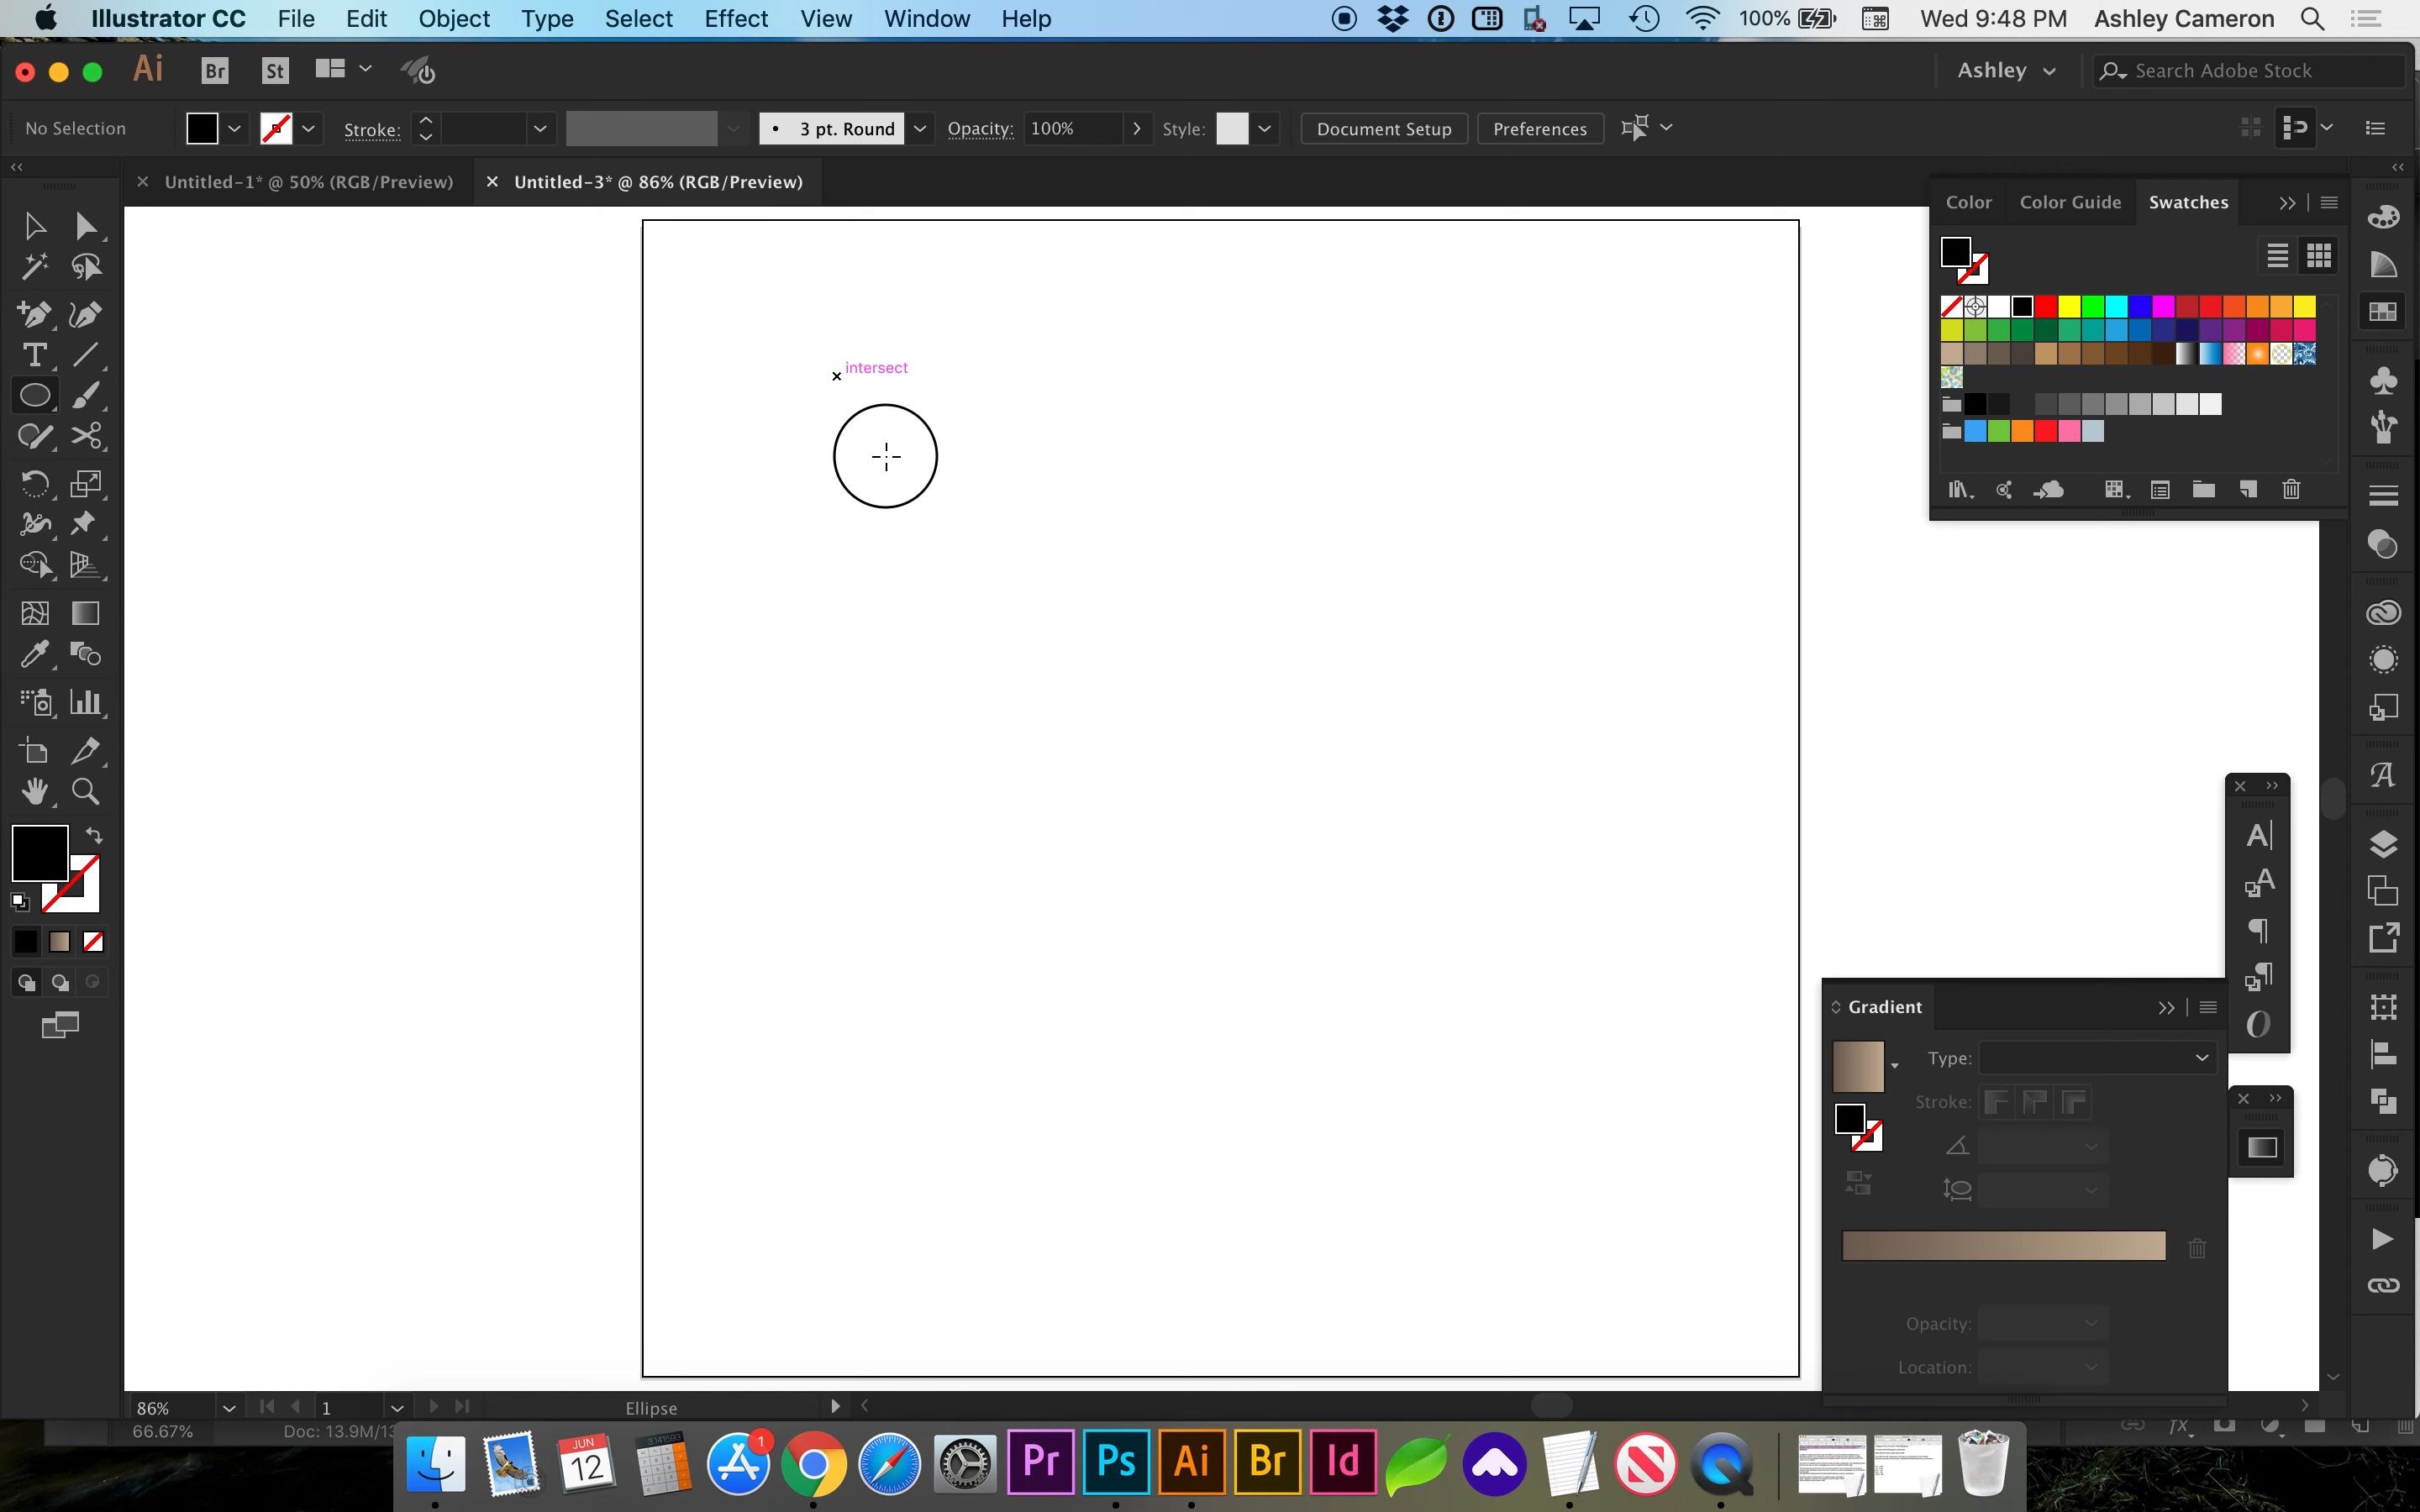 Illustrator CC File Edit Object Type Select Effect View Window Help 100% Wed 9:48 PM Ashley Cameron
Ai Br St Ashley Search Adobe Stock
No Selection Stroke: 3 pt. Round Opacity: 100% Style: Document Setup Preferences
Untitled-1* @ 50% (RGB/Preview) Untitled-3* @ 86% (RGB/Preview)
Color Color Guide Swatches
intersect
Gradient
Type:
Stroke:
Opacity:
Location:
86% 1 Ellipse
66.67% Doc: 13.9M/13
JUN
12
3.141593
1
Pr Ps Ai Br Id